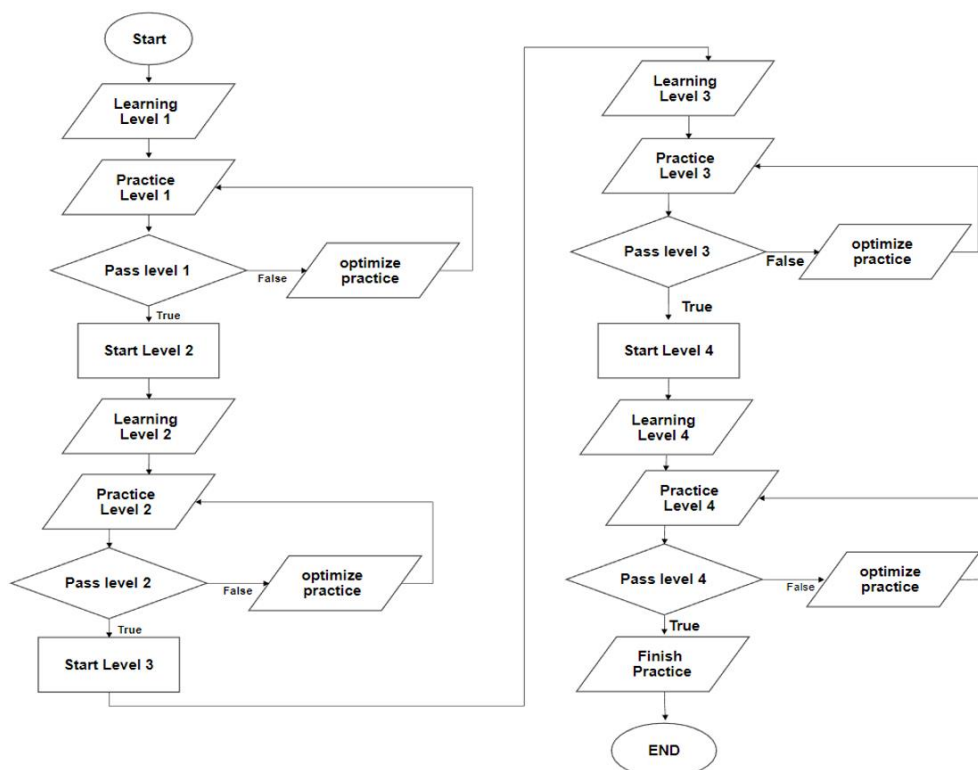 Start
Learning
Level 1
Practice
Level 1
Pass level 1
False
optimize
practice
True
Start Level 2
Learning
Level 2
Practice
Level 2
Pass level 2
False
optimize
practice
True
Start Level 3
Learning
Level 3
Practice
Level 3
Pass level 3
False
optimize
practice
True
Start Level 4
Learning
Level 4
Practice
Level 4
Pass level 4
False
optimize
practice
True
Finish
Practice
END